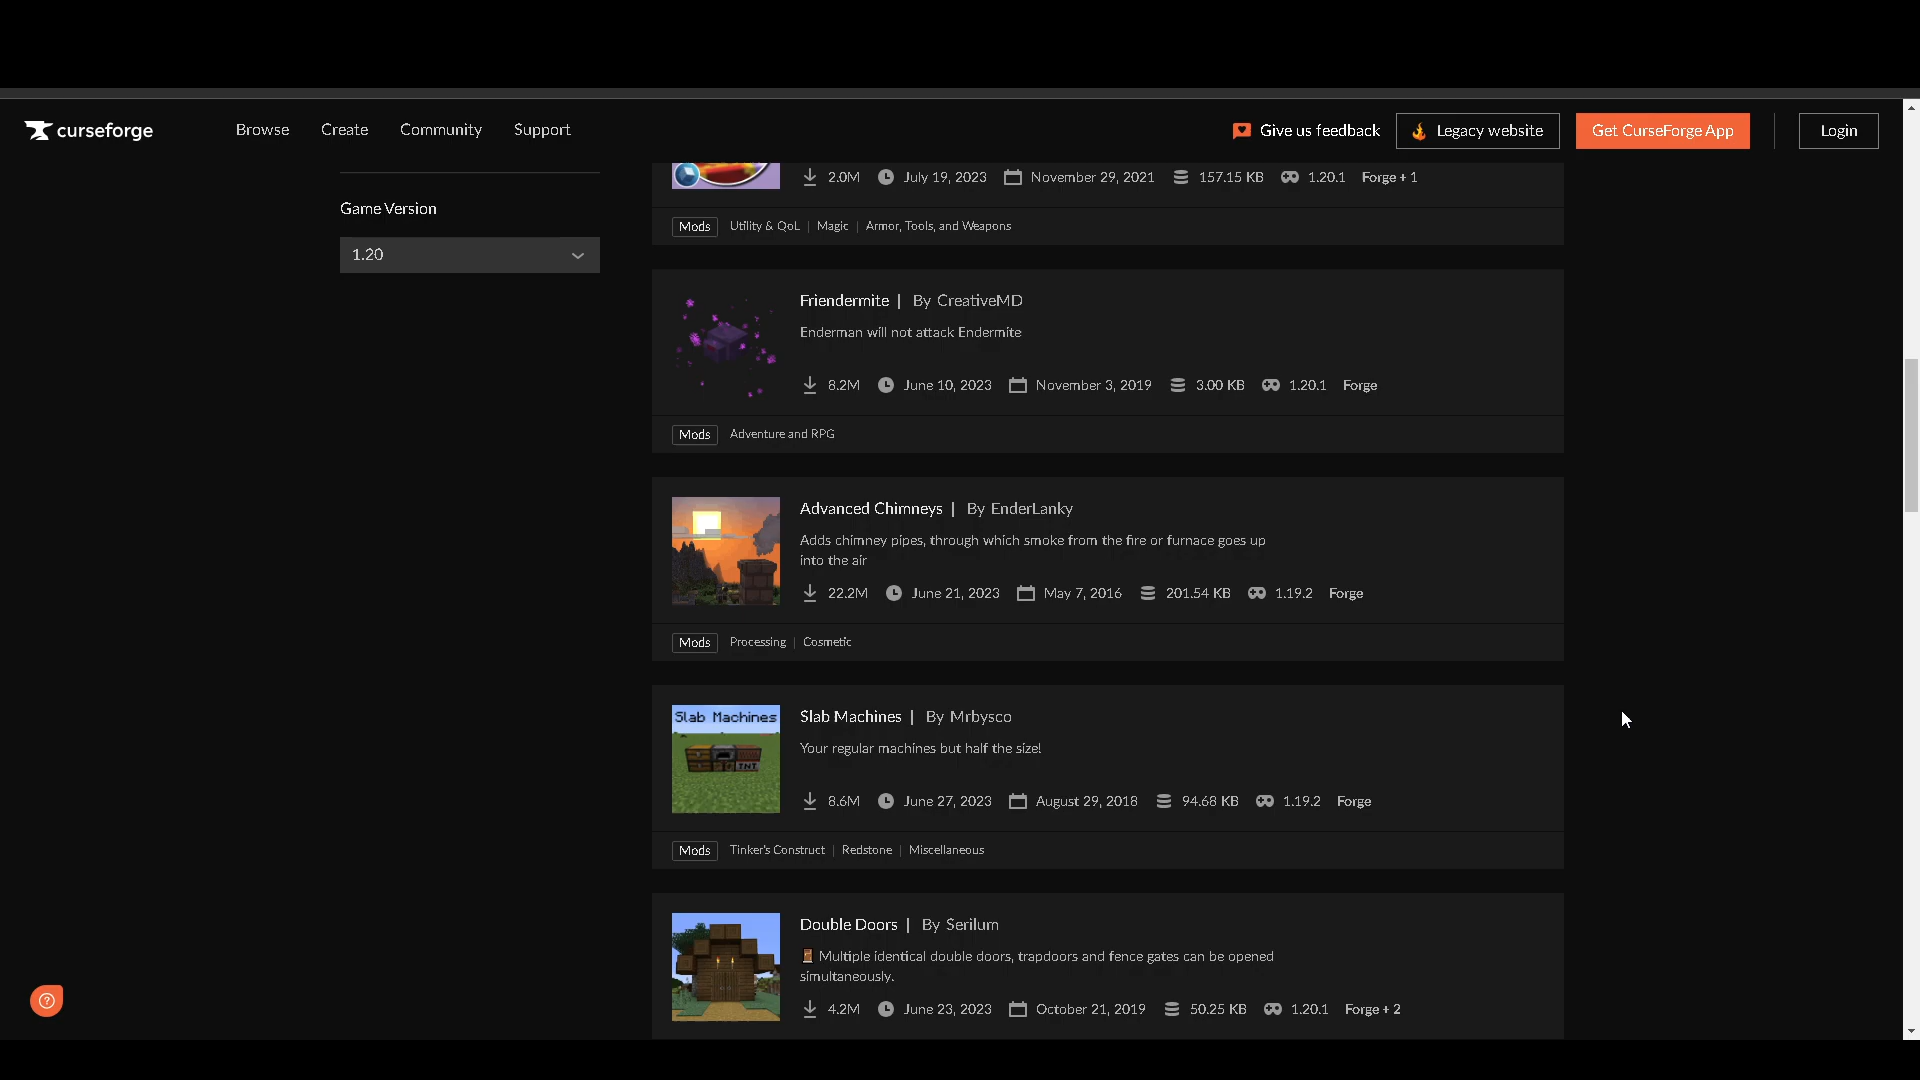 curseforge
Browse Create Community Support
Give us feedback Legacy website Get CurseForge App Login
Game Version
1.20
2.0M July 19, 2023 November 29, 2021 157.15 KB 1.20.1 Forge + 1
Mods Utility & QoL | Magic | Armor, Tools, and Weapons
Friendermite | By CreativeMD
Enderman will not attack Endermite
8.2M June 10, 2023 November 3, 2019 3.00 KB 1.20.1 Forge
Mods Adventure and RPG
Advanced Chimneys | By EnderLanky
Adds chimney pipes, through which smoke from the fire or furnace goes up
into the air
22.2M June 21, 2023 May 7, 2016 201.54 KB 1.19.2 Forge
Mods Processing | Cosmetic
Slab Machines
TNT
Slab Machines | By Mrbysco
Your regular machines but half the size!
8.6M June 27, 2023 August 29, 2018 94.68 KB 1.19.2 Forge
Mods Tinker's Construct | Redstone | Miscellaneous
Double Doors | By Serilum
Multiple identical double doors, trapdoors and fence gates can be opened
simultaneously.
4.2M June 23, 2023 October 21, 2019 50.25 KB 1.20.1 Forge + 2